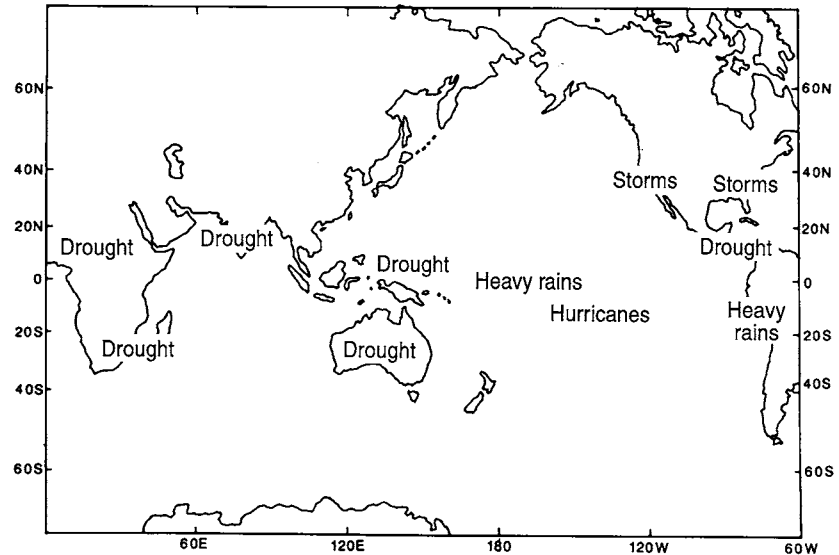 60N
60N
40N
40N
Storms
Storms
20N
20N
Drought
Drought
Drought
Drought
0
Heavy rains
0
Hurricanes
Heavy
rains
20S
20S
Drought
Drought
40S
40S
60S
60S
60E
120E
180
120W
60W